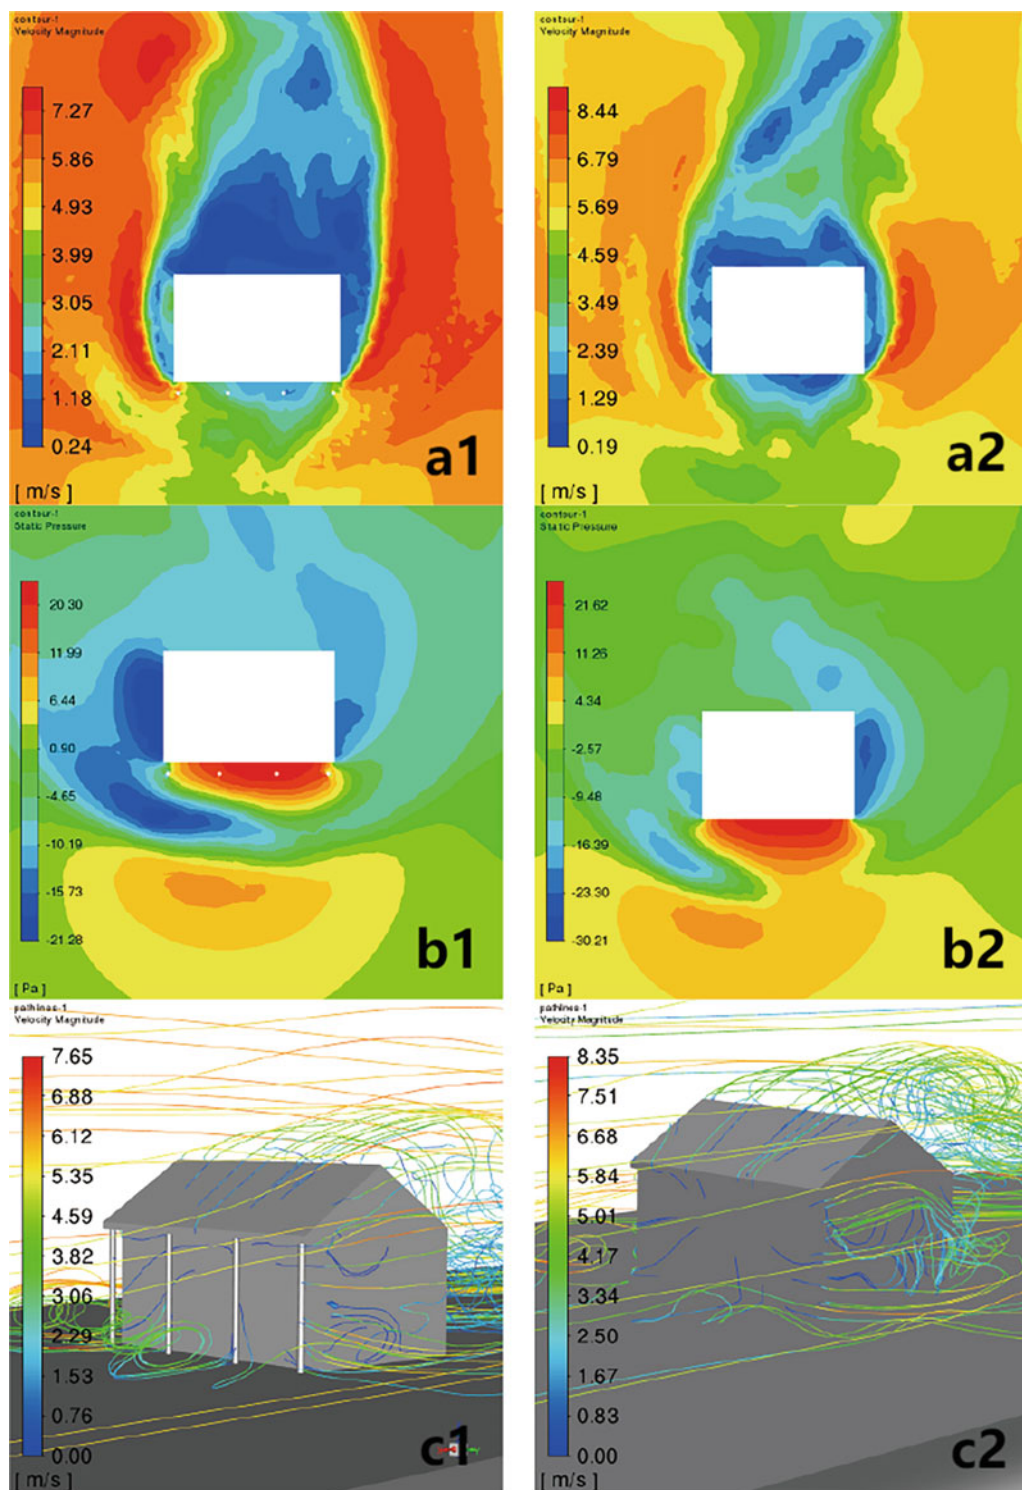 contour-1
Velocity Magnitude
7.27
5.86
4.93
3.99
3.05
2.11
1.18
0.24
[ m/s ]
a1
contour-1
Velocity Magnitude
8.44
6.79
5.69
4.59
3.49
2.39
1.29
0.19
[ m/s ]
a2
contour-1
Static Pressure
20.30
11.99
6.44
0.90
-4.65
-10.19
-15.73
-21.28
[ Pa ]
b1
contour-1
Static Pressure
21.62
11.26
4.34
-2.57
-9.48
-16.39
-23.30
-30.21
[ Pa ]
b2
pathlines-1
Velocity Magnitude
7.65
6.88
6.12
5.35
4.59
3.82
3.06
2.29
1.53
0.76
0.00
[ m/s ]
c1
pathlines-1
Velocity Magnitude
8.35
7.51
6.68
5.84
5.01
4.17
3.34
2.50
1.67
0.83
0.00
[ m/s ]
c2